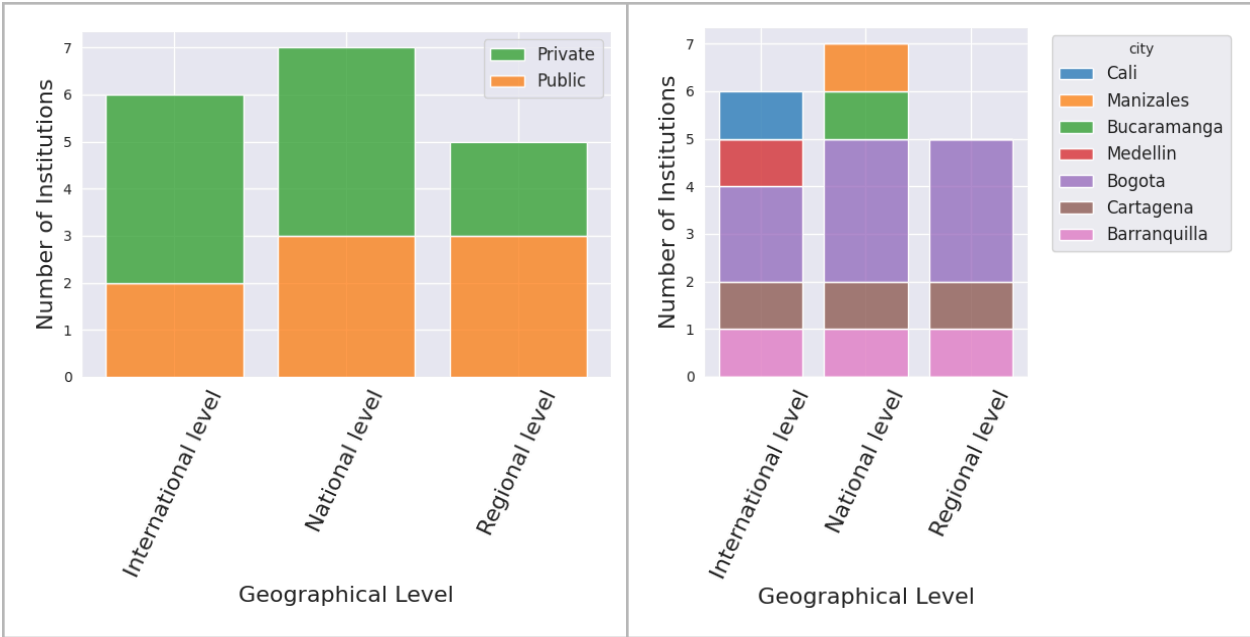 Number of Institutions
7
6
5
4
3
2
1
0
Private
Public
International level
National level
Regional level
Geographical Level
Number of Institutions
7
6
5
4
3
2
1
0
International level
National level
Regional level
Geographical Level
city
Cali
Manizales
Bucaramanga
Medellin
Bogota
Cartagena
Barranquilla